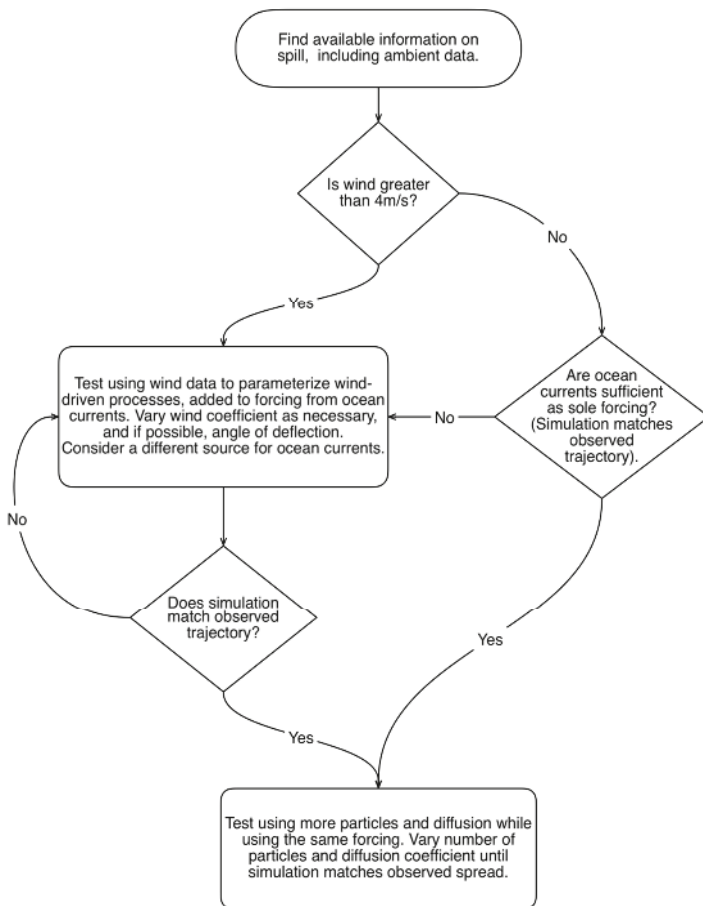 Find available information on
spill, including ambient data.
Is wind greater
than 4m/s?
No
Yes
Test using wind data to parameterize wind-
driven processes, added to forcing from ocean
currents. Vary wind coefficient as necessary,
and if possible, angle of deflection.
Consider a different source for ocean currents.
No
Are ocean
currents sufficient
as sole forcing?
(Simulation matches
observed
trajectory).
No
Does simulation
match observed
trajectory?
Yes
Yes
Test using more particles and diffusion while
using the same forcing. Vary number of
particles and diffusion coefficient until
simulation matches observed spread.